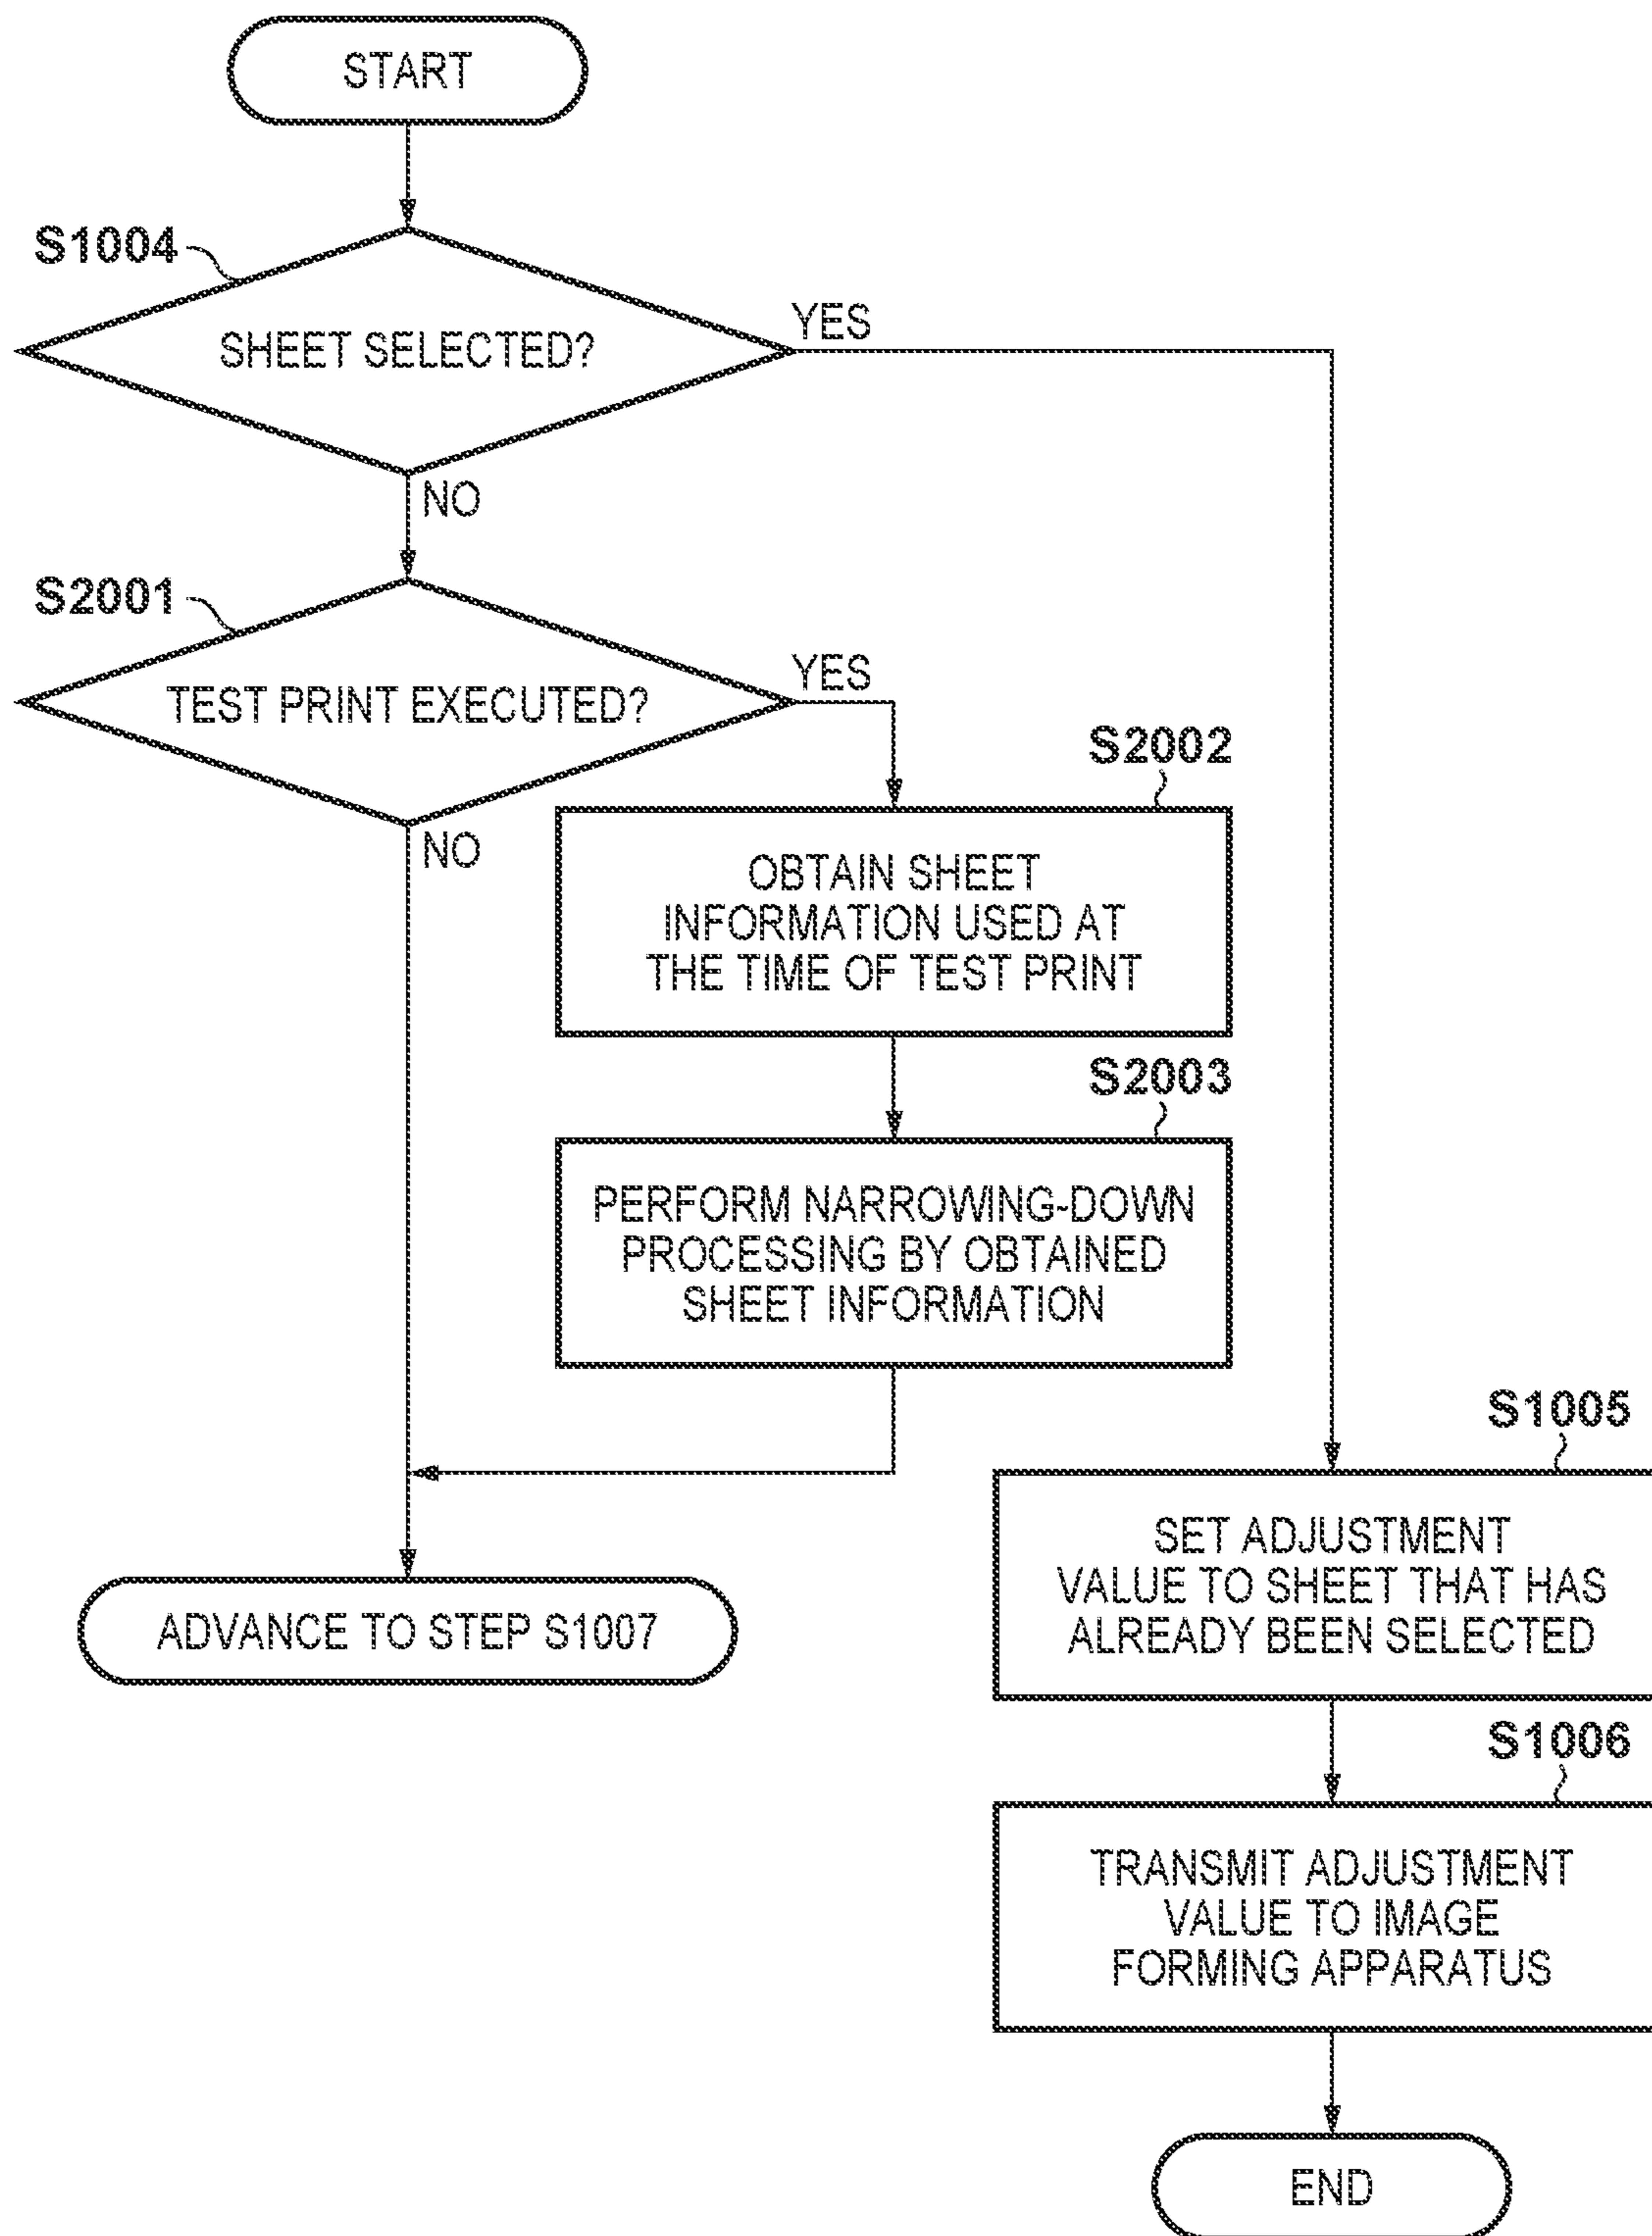 START
S1004
SHEET SELECTED?
YES
NO
S2001
TEST PRINT EXECUTED?
YES
NO
S2002
OBTAIN SHEET
INFORMATION USED AT
THE TIME OF TEST PRINT
S2003
PERFORM NARROWING-DOWN
PROCESSING BY OBTAINED
SHEET INFORMATION
ADVANCE TO STEP S1007
S1005
SET ADJUSTMENT
VALUE TO SHEET THAT HAS
ALREADY BEEN SELECTED
S1006
TRANSMIT ADJUSTMENT
VALUE TO IMAGE
FORMING APPARATUS
END